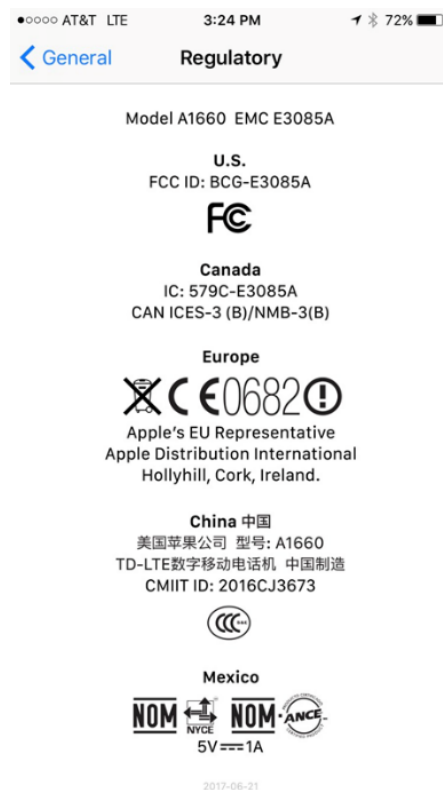 AT&T LTE 3:24 PM 72%
General Regulatory
Model A1660 EMC E3085A
U.S.
FCC ID: BCG-E3085A
FC
Canada
IC: 579C-E3085A
CAN ICES-3 (B)/NMB-3(B)
Europe
CE0682
Apple's EU Representative
Apple Distribution International
Hollyhill, Cork, Ireland.
China 中国
美国苹果公司 型号: A1660
TD-LTE数字移动电话机 中国制造
CMIIT ID: 2016CJ3673
CCC
Mexico
NOM NYCE NOM-ANCE
5V⎓1A
2017-06-21